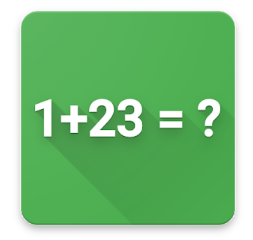 1+23 = ?